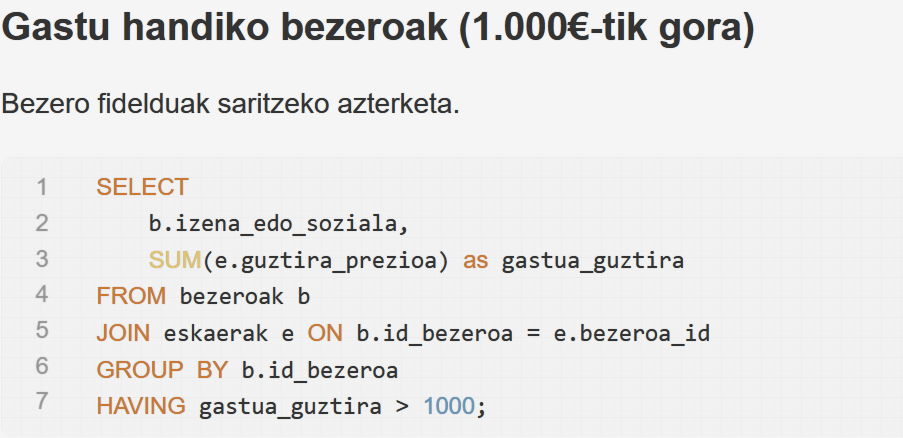 Gastu handiko bezeroak (1.000€-tik gora)
Bezero fidelduak saritzeko azterketa.
1 SELECT
2 b.izena_edo_soziala,
3 SUM(e.guztira_prezioa) as gastua_guztira
4 FROM bezeroak b
5 JOIN eskaerak e ON b.id_bezeroa = e.bezeroa_id
6 GROUP BY b.id_bezeroa
7 HAVING gastua_guztira > 1000;